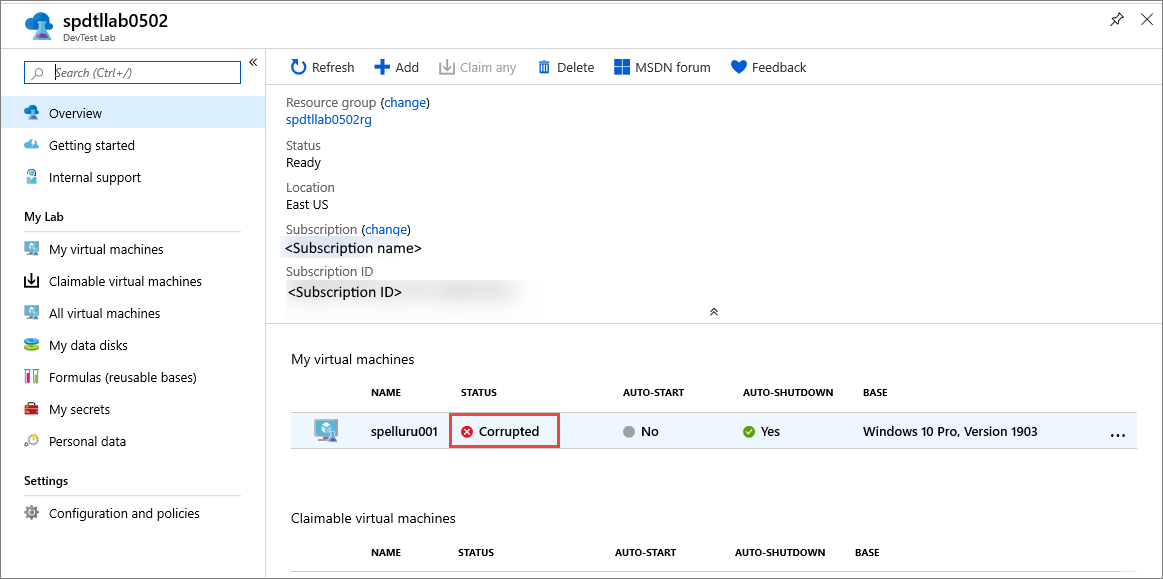 spdtllab0502
DevTest Lab
Search (Ctrl+/)
«
Overview
Getting started
Internal support
My Lab
My virtual machines
Claimable virtual machines
All virtual machines
My data disks
Formulas (reusable bases)
My secrets
Personal data
Settings
Configuration and policies
Refresh Add Claim any Delete MSDN forum Feedback
Resource group (change)
spdtllab0502rg
Status
Ready
Location
East US
Subscription (change)
<Subscription name>
Subscription ID
<Subscription ID>
My virtual machines
NAME STATUS AUTO-START AUTO-SHUTDOWN BASE
spelluru001 Corrupted No Yes Windows 10 Pro, Version 1903 ...
Claimable virtual machines
NAME STATUS AUTO-START AUTO-SHUTDOWN BASE